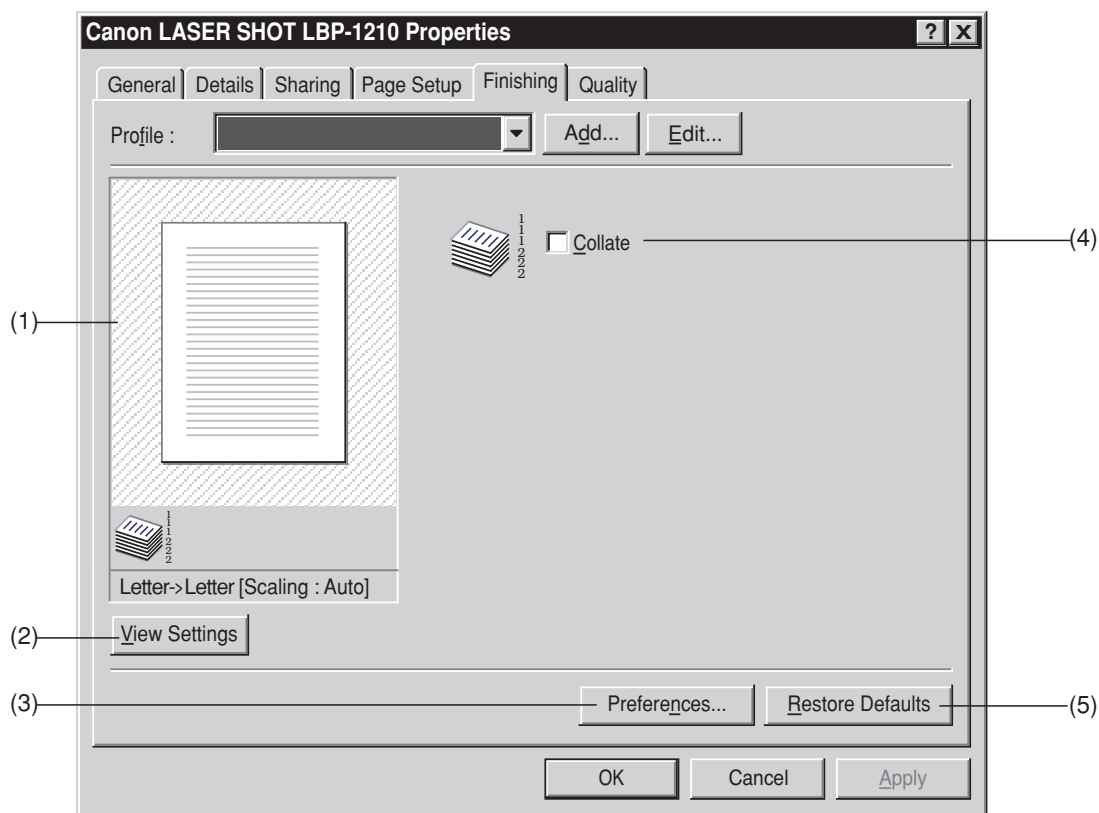 Canon LASER SHOT LBP-1210 Properties ? X
General Details Sharing Page Setup Finishing Quality
Profile : Add... Edit...
1
1
1
2
2
2
Collate (4)
(1)
1
1
1
2
2
2
Letter->Letter [Scaling : Auto]
(2) View Settings
(3) Preferences... Restore Defaults (5)
OK Cancel Apply